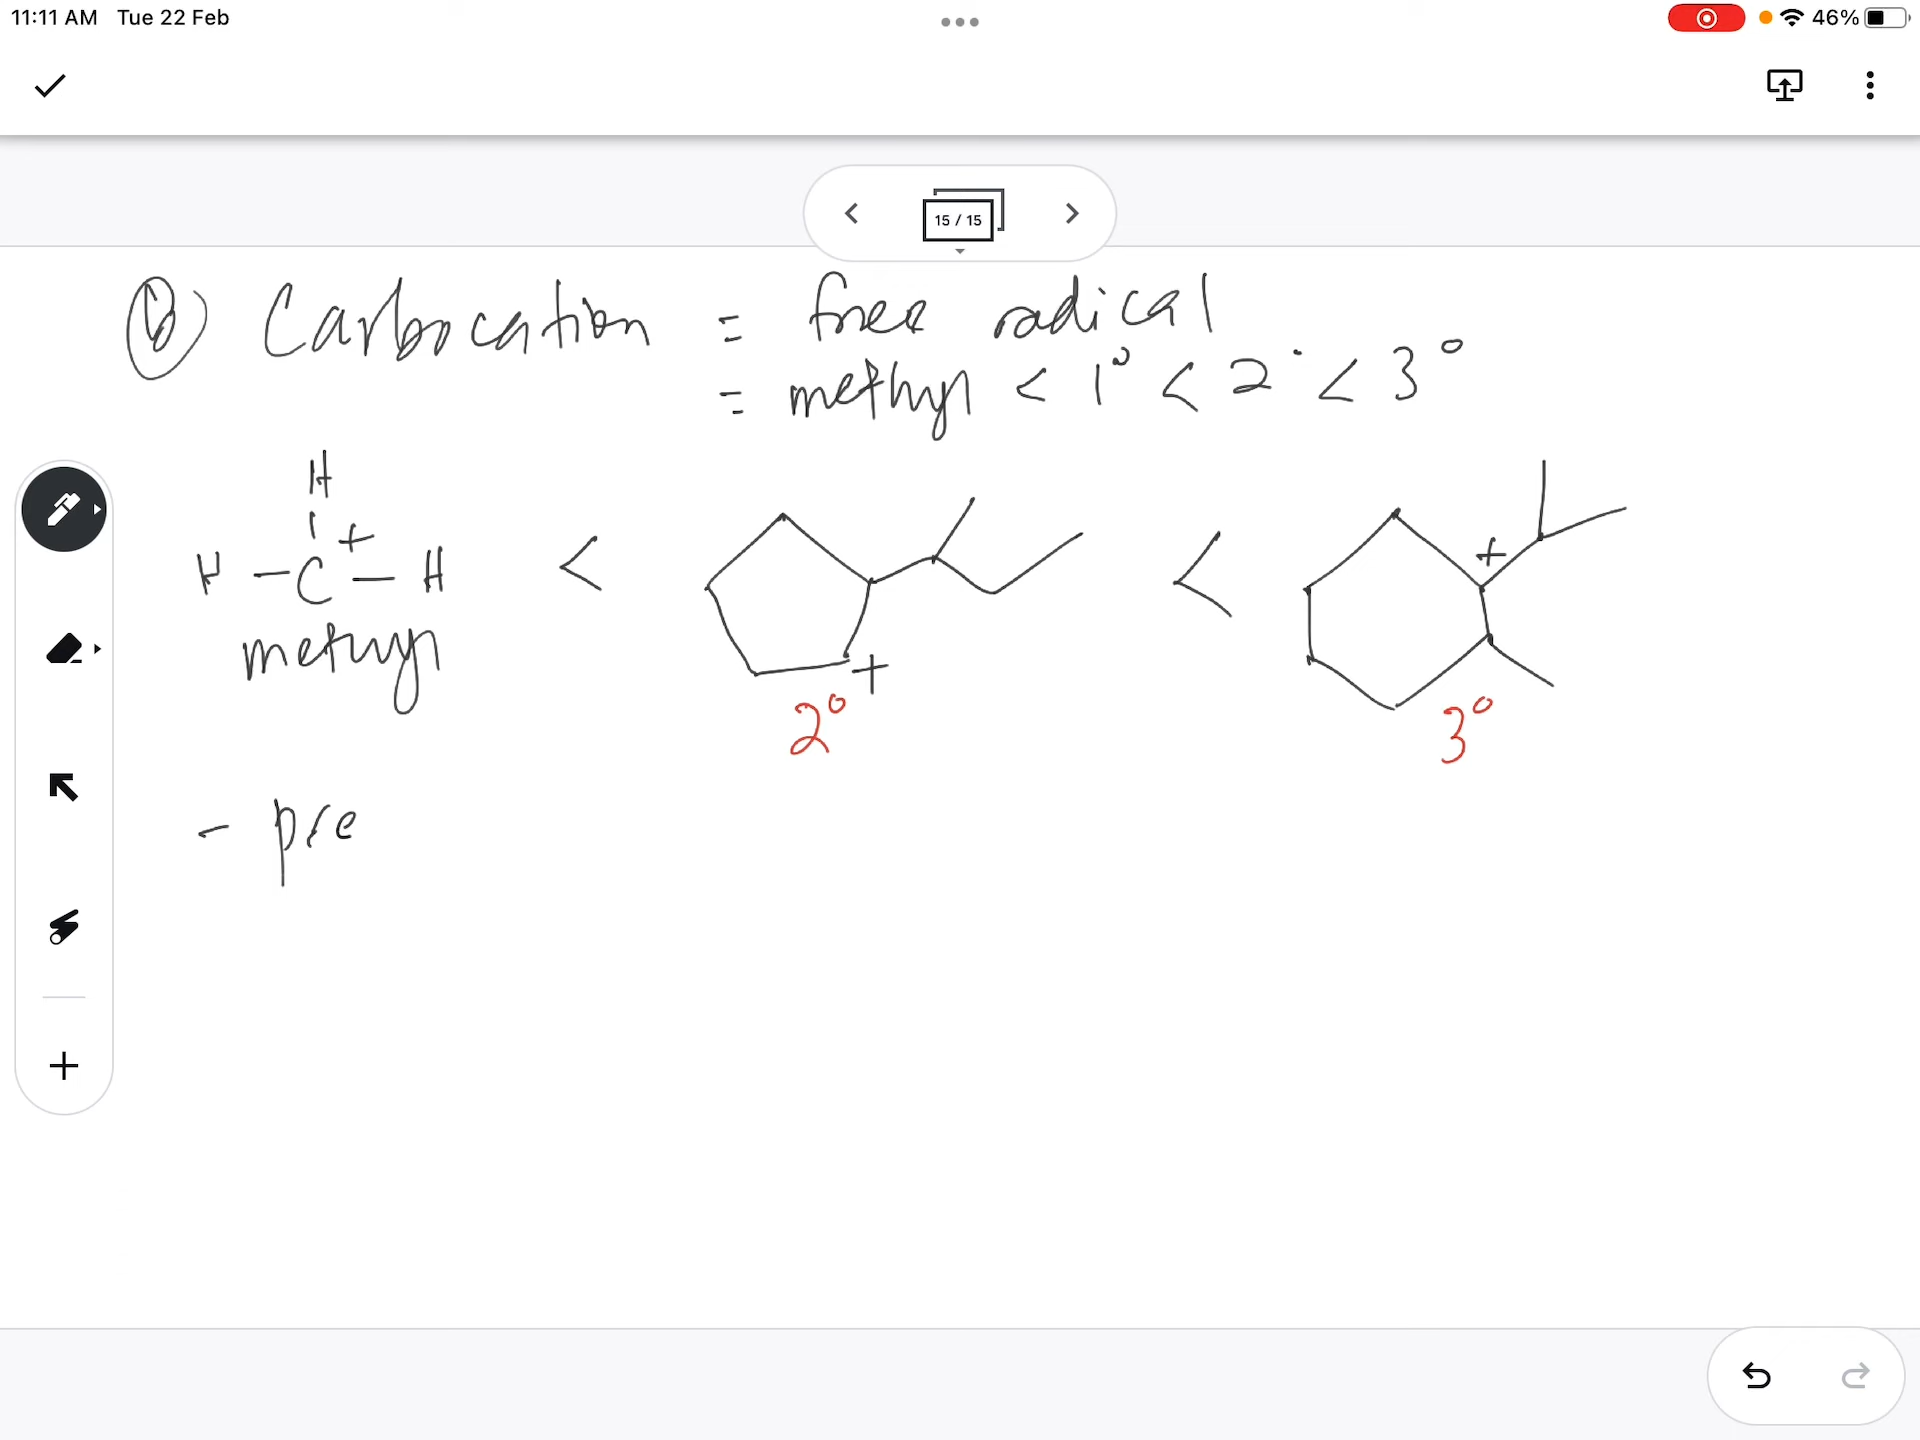 11:11 AM Tue 22 Feb
46%
15 / 15
(b) Carbocation = free radical
= methyl < 1° < 2° < 3°
H
H - C + - H < + < +
methyl
2° 3°
- pre